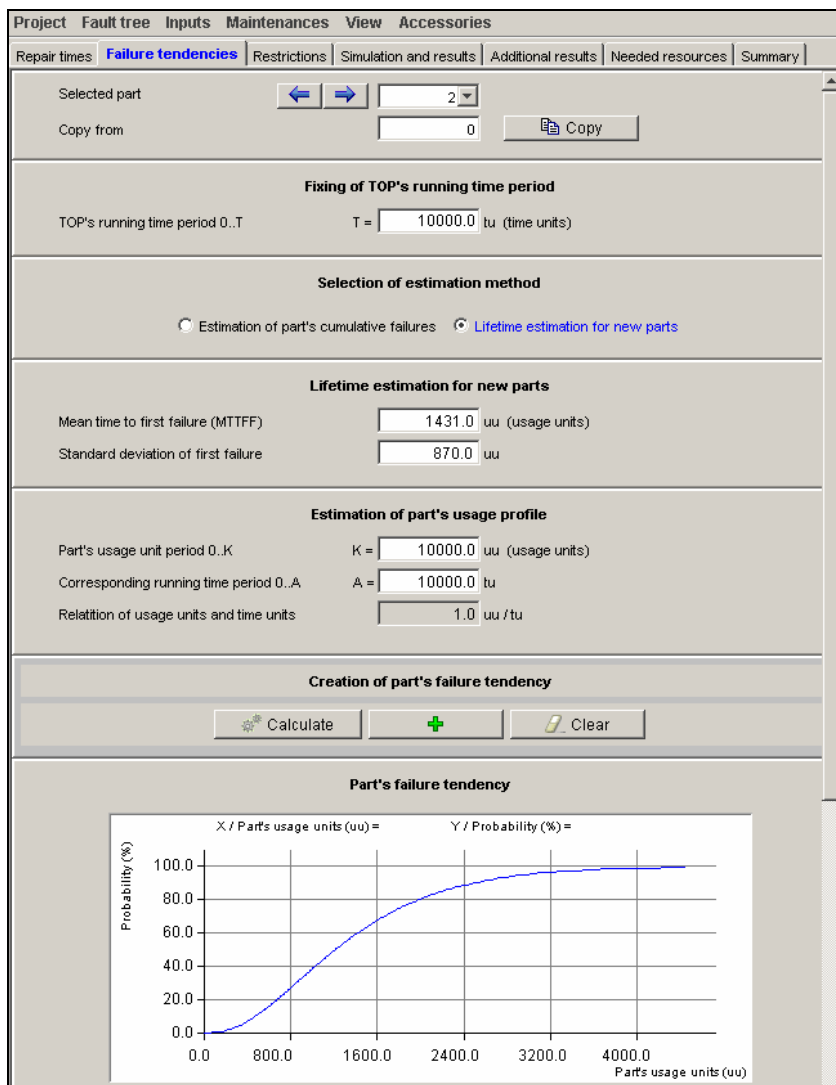 Project Fault tree Inputs Maintenances View Accessories
Repair times Failure tendencies Restrictions Simulation and results Additional results Needed resources Summary
Selected part 2
Copy from 0 Copy
Fixing of TOP's running time period
TOP's running time period 0..T T = 10000.0 tu (time units)
Selection of estimation method
Estimation of part's cumulative failures Lifetime estimation for new parts
Lifetime estimation for new parts
Mean time to first failure (MTTFF) 1431.0 uu (usage units)
Standard deviation of first failure 870.0 uu
Estimation of part's usage profile
Part's usage unit period 0..K K = 10000.0 uu (usage units)
Corresponding running time period 0..A A = 10000.0 tu
Relatition of usage units and time units 1.0 uu / tu
Creation of part's failure tendency
Calculate Clear
Part's failure tendency
X / Part's usage units (uu) = Y / Probability (%) =
Probability (%)
100.0
80.0
60.0
40.0
20.0
0.0
0.0 800.0 1600.0 2400.0 3200.0 4000.0
Part's usage units (uu)